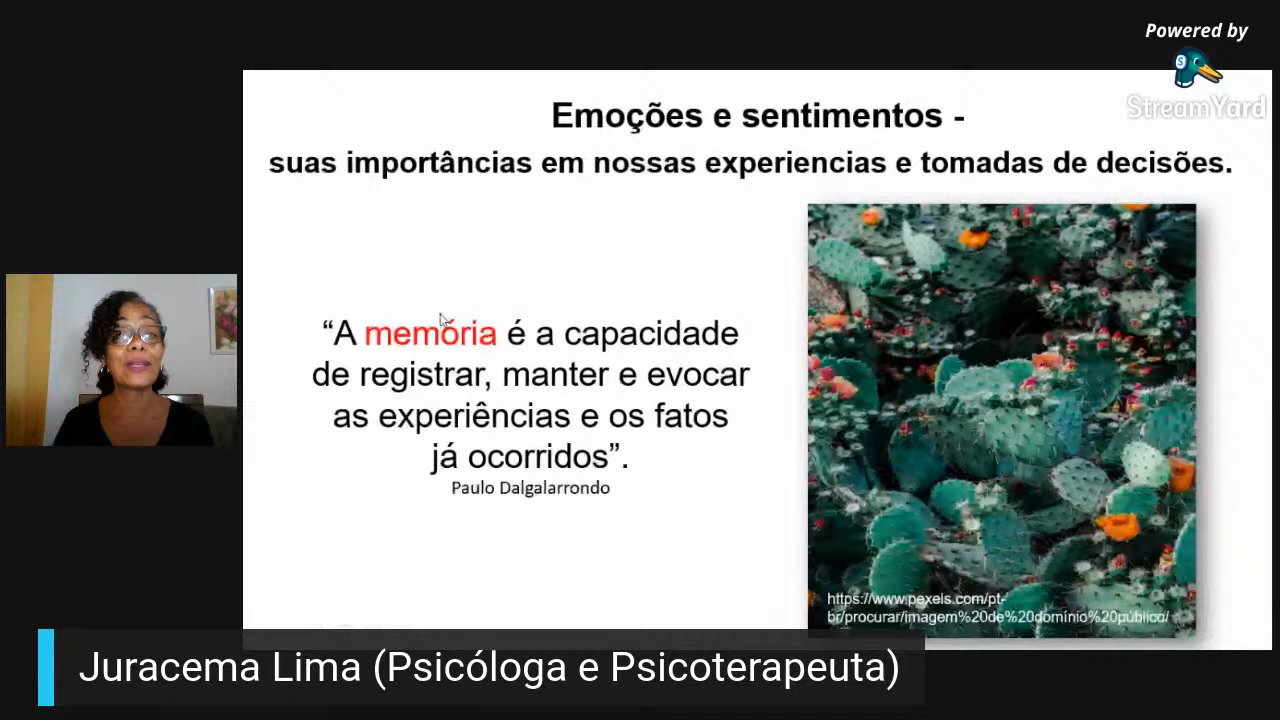 Powered by
StreamYard
Emoções e sentimentos -
suas importâncias em nossas experiencias e tomadas de decisões.
“A memória é a capacidade
de registrar, manter e evocar
as experiências e os fatos
já ocorridos”.
Paulo Dalgalarrondo
https://www.pexels.com/pt-
br/procurar/imagem%20de%20domínio%20público/
Juracema Lima (Psicóloga e Psicoterapeuta)